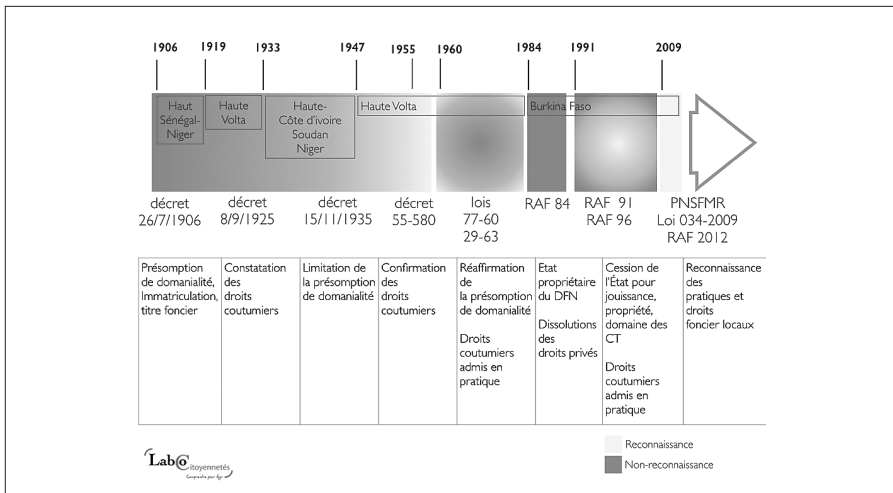 1906 1919 1933 1947 1955 1960 1984 1991 2009
Haut
Sénégal-
Niger
Haute
Volta
Haute-
Côte d'ivoire
Soudan
Niger
Haute Volta
Burkina Faso
décret
26/7/1906
décret
8/9/1925
décret
15/11/1935
décret
55-580
lois
77-60
29-63
RAF 84
RAF 91
RAF 96
PNSFMR
Loi 034-2009
RAF 2012
Présomption
de domanialité,
Immatriculation,
titre foncier
Constatation
des
droits
coutumiers
Limitation de
la présomption
de domanialité
Confirmation
des
droits
coutumiers
Réaffirmation
de
la présomption
de domanialité
Droits
coutumiers
admis en
pratique
Etat
propriétaire
du DFN
Dissolutions
des
droits privés
Cession de
l'État pour
jouissance,
propriété,
domaine des
CT
Droits
coutumiers
admis en
pratique
Reconnaissance
des
pratiques et
droits
foncier locaux
Reconnaissance
Non-reconnaissance
Labo Citoyennetés